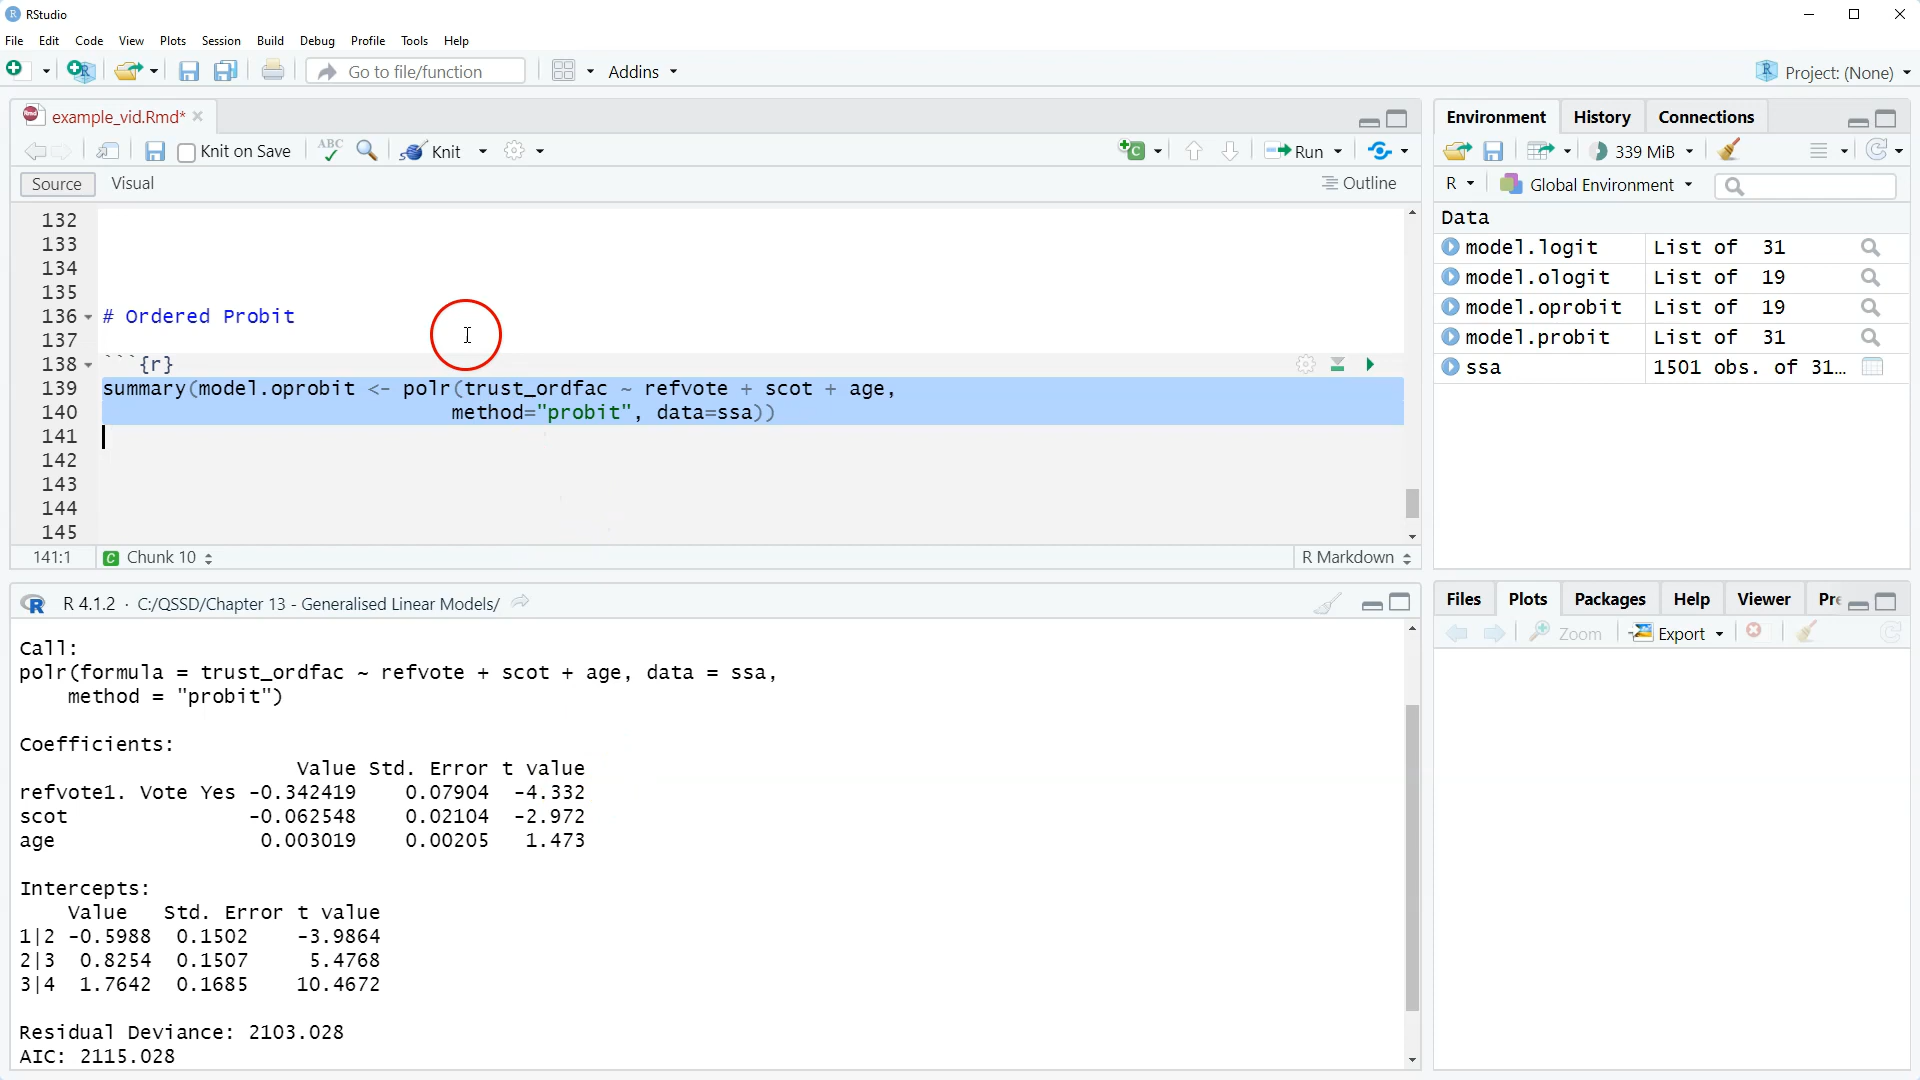 RStudio
File Edit Code View Plots Session Build Debug Profile Tools Help
Go to file/function Addins Project: (None)
example_vid.Rmd*
Knit on Save ABC Knit Run
Source Visual Outline
132
133
134
135
136 # Ordered Probit
137
138 ```{r}
139 summary(model.oprobit <- polr(trust_ordfac ~ refvote + scot + age,
140 method="probit", data=ssa))
141
142
143
144
145
141:1 Chunk 10 R Markdown
R 4.1.2 · C:/QSSD/Chapter 13 - Generalised Linear Models/
Call:
polr(formula = trust_ordfac ~ refvote + scot + age, data = ssa,
method = "probit")
Coefficients:
Value Std. Error t value
refvote1. Vote Yes -0.342419 0.07904 -4.332
scot -0.062548 0.02104 -2.972
age 0.003019 0.00205 1.473
Intercepts:
Value Std. Error t value
1|2 -0.5988 0.1502 -3.9864
2|3 0.8254 0.1507 5.4768
3|4 1.7642 0.1685 10.4672
Residual Deviance: 2103.028
AIC: 2115.028
Environment History Connections
339 MiB
R Global Environment
Data
model.logit List of 31
model.ologit List of 19
model.oprobit List of 19
model.probit List of 31
ssa 1501 obs. of 31…
Files Plots Packages Help Viewer Pre
Zoom Export